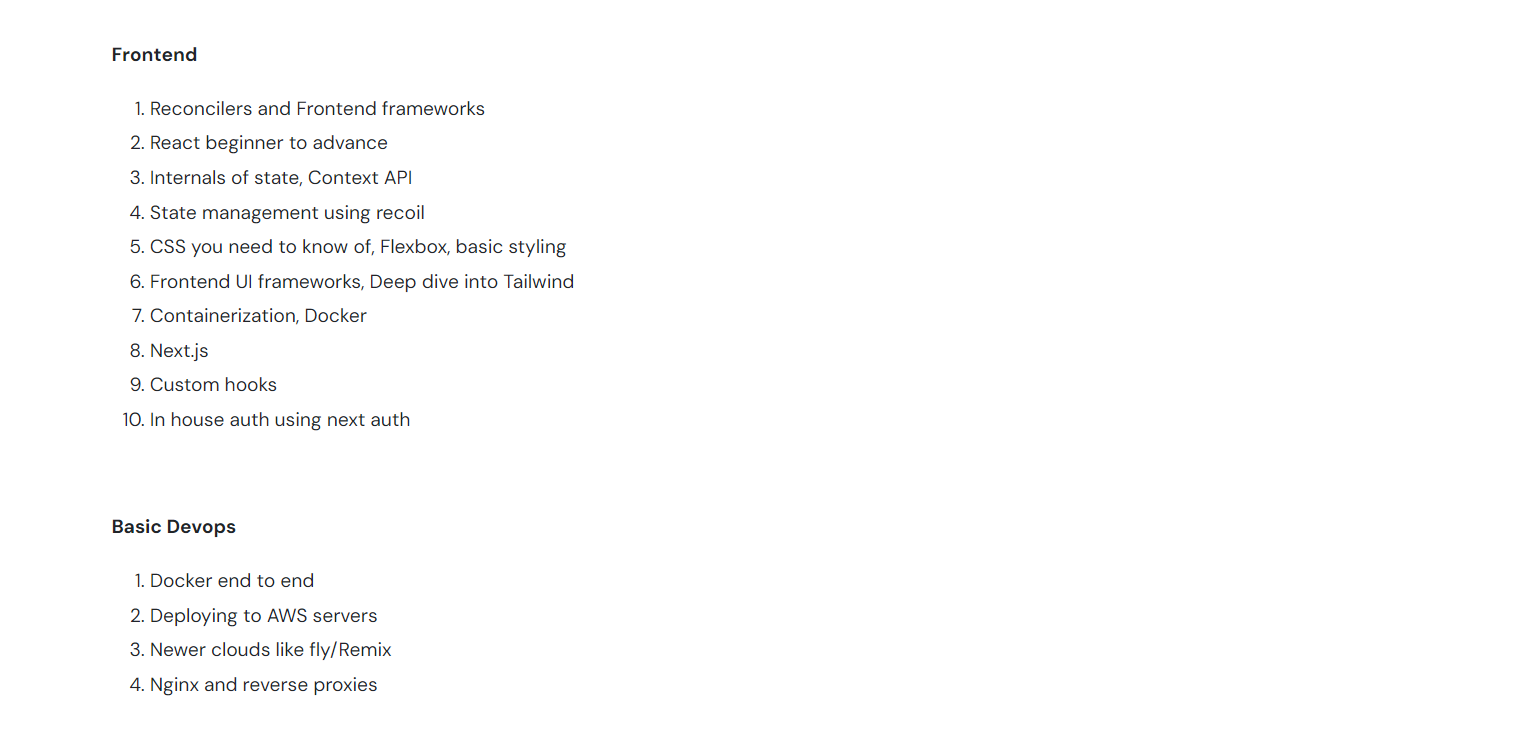 Frontend
1. Reconcilers and Frontend frameworks
2. React beginner to advance
3. Internals of state, Context API
4. State management using recoil
5. CSS you need to know of, Flexbox, basic styling
6. Frontend UI frameworks, Deep dive into Tailwind
7. Containerization, Docker
8. Next.js
9. Custom hooks
10. In house auth using next auth
Basic Devops
1. Docker end to end
2. Deploying to AWS servers
3. Newer clouds like fly/Remix
4. Nginx and reverse proxies